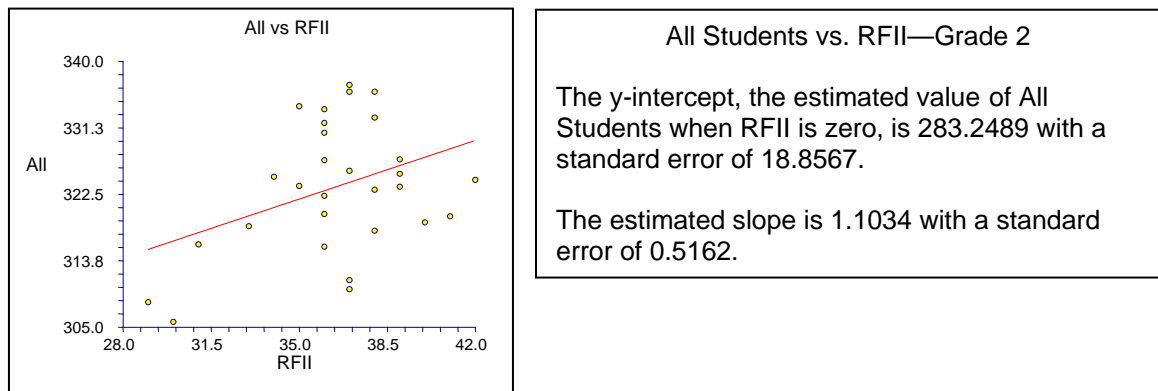 All vs RFII
340.0
331.3
All
322.5
313.8
305.0
28.0 31.5 35.0 38.5 42.0
RFII
All Students vs. RFII—Grade 2
The y-intercept, the estimated value of All
Students when RFII is zero, is 283.2489 with a
standard error of 18.8567.
The estimated slope is 1.1034 with a standard
error of 0.5162.